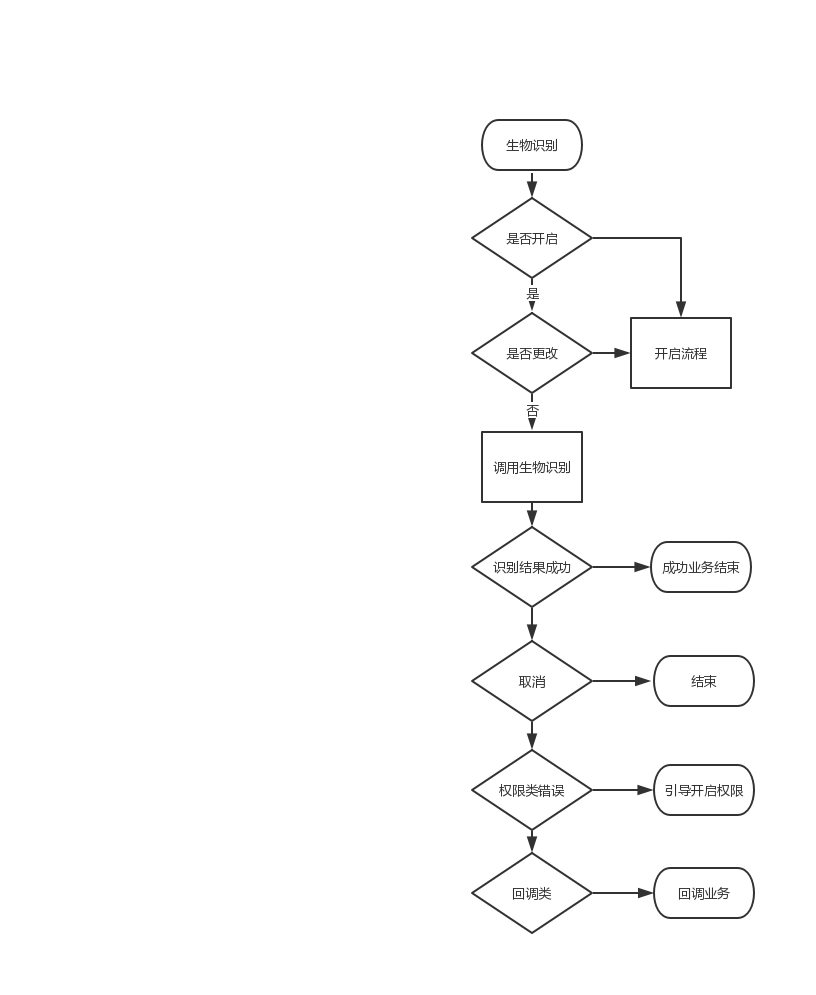 生物识别
是否开启
是
是否更改
开启流程
否
调用生物识别
识别结果成功
成功业务结束
取消
结束
权限类错误
引导开启权限
回调类
回调业务